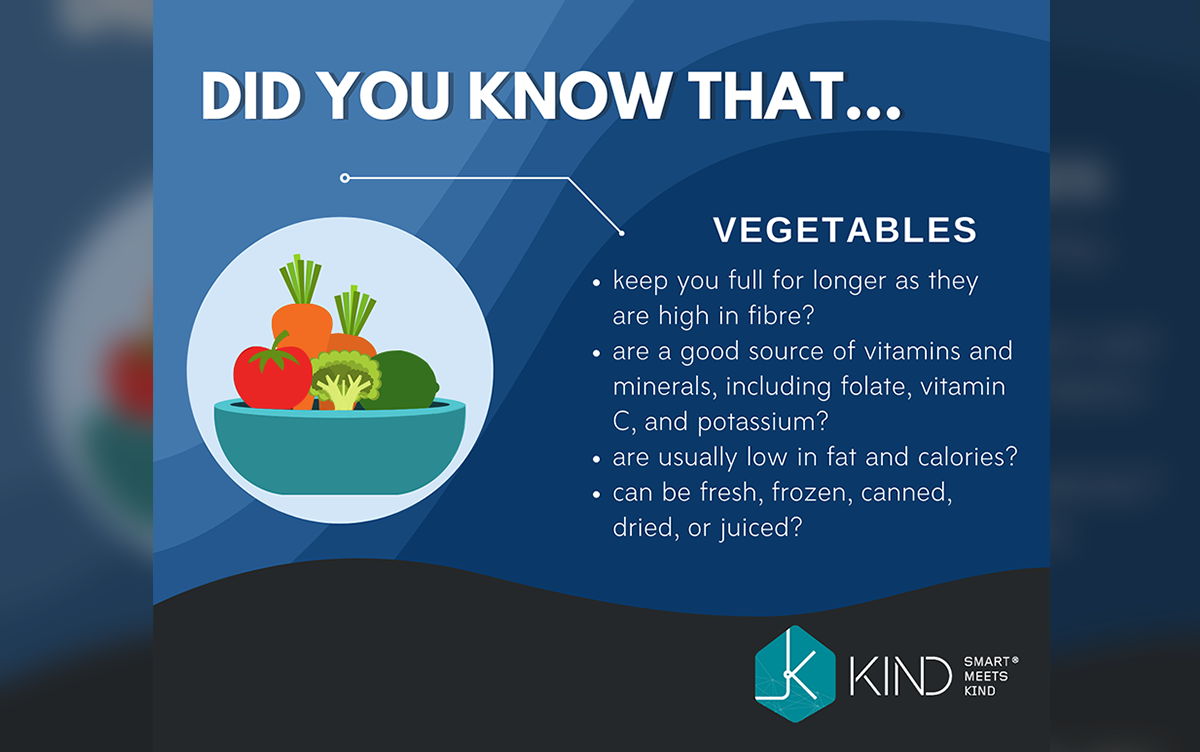 DID YOU KNOW THAT...
VEGETABLES
• keep you full for longer as they
are high in fibre?
• are a good source of vitamins and
minerals, including folate, vitamin
C, and potassium?
• are usually low in fat and calories?
• can be fresh, frozen, canned,
dried, or juiced?
K
KIND
SMART®
MEETS
KIND